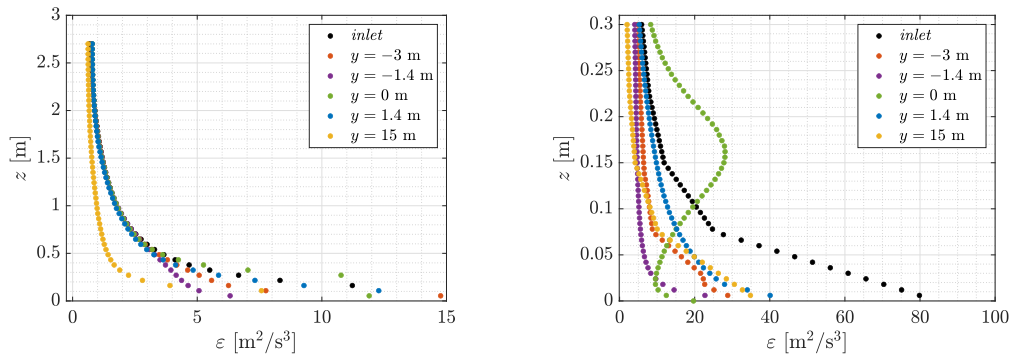 3
2.5
2
1.5
1
0.5
0
z [m]
0
5
10
15
ε [m²/s³]
inlet
y = −3 m
y = −1.4 m
y = 0 m
y = 1.4 m
y = 15 m
0.3
0.25
0.2
0.15
0.1
0.05
0
z [m]
0
20
40
60
80
100
ε [m²/s³]
inlet
y = −3 m
y = −1.4 m
y = 0 m
y = 1.4 m
y = 15 m